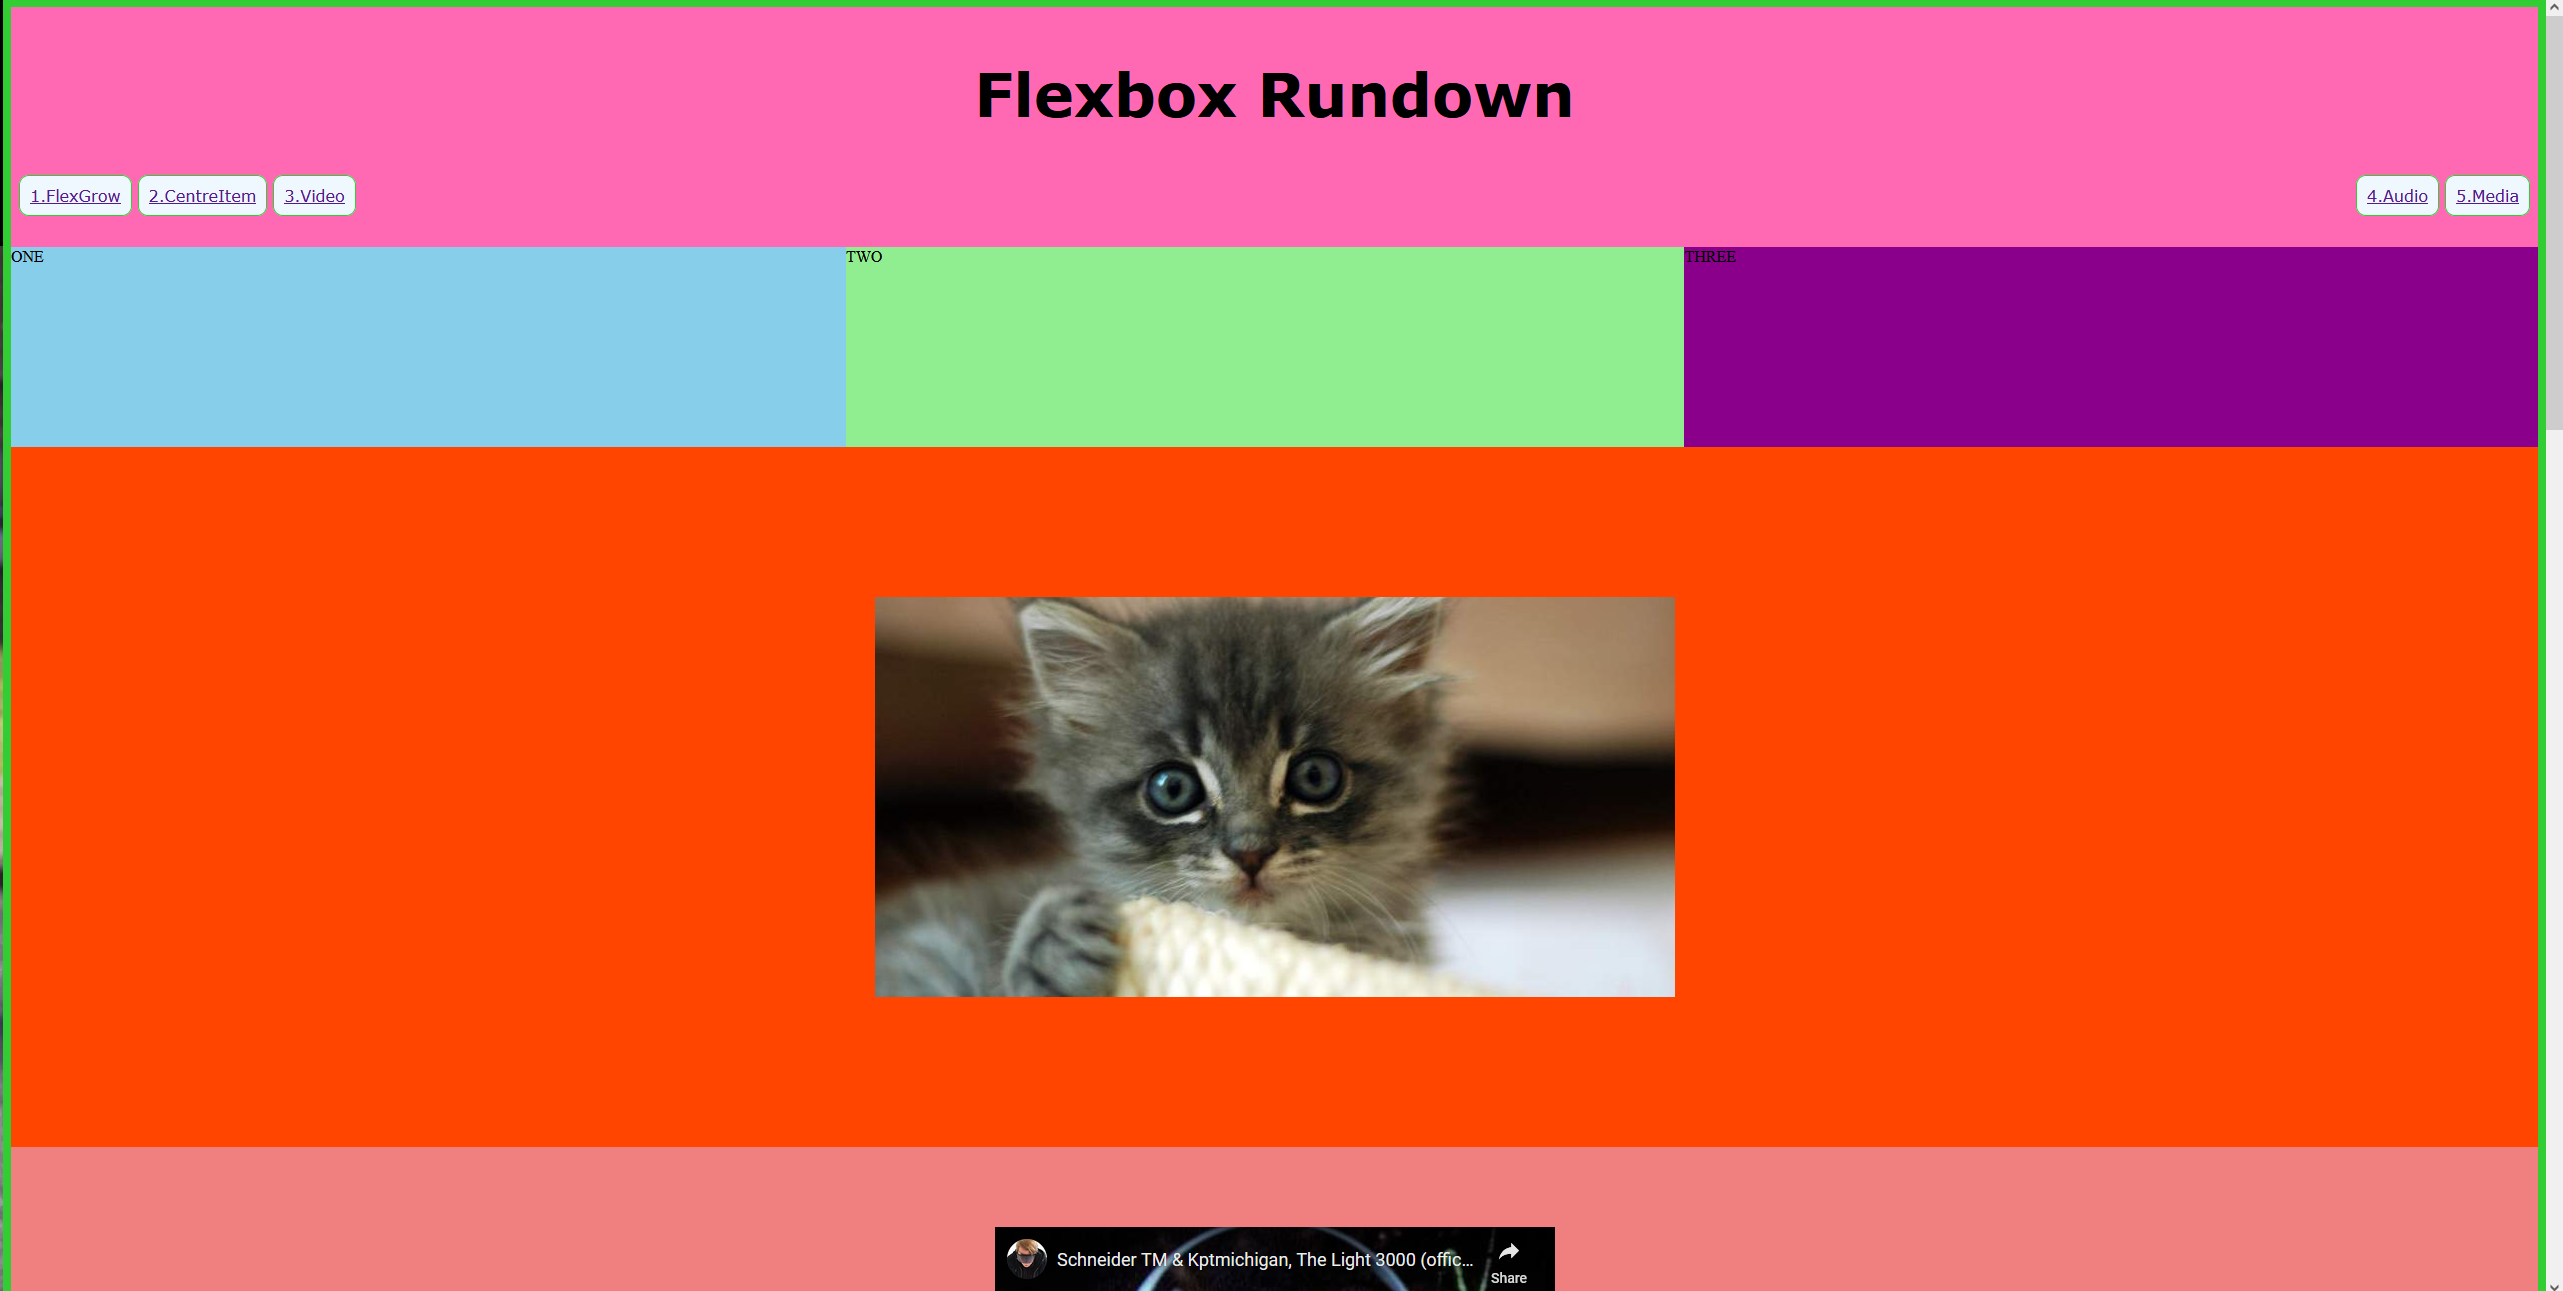 Flexbox Rundown
1.FlexGrow 2.CentreItem 3.Video 4.Audio 5.Media
ONE TWO THREE
Schneider TM & Kptmichigan, The Light 3000 (offic...
Share